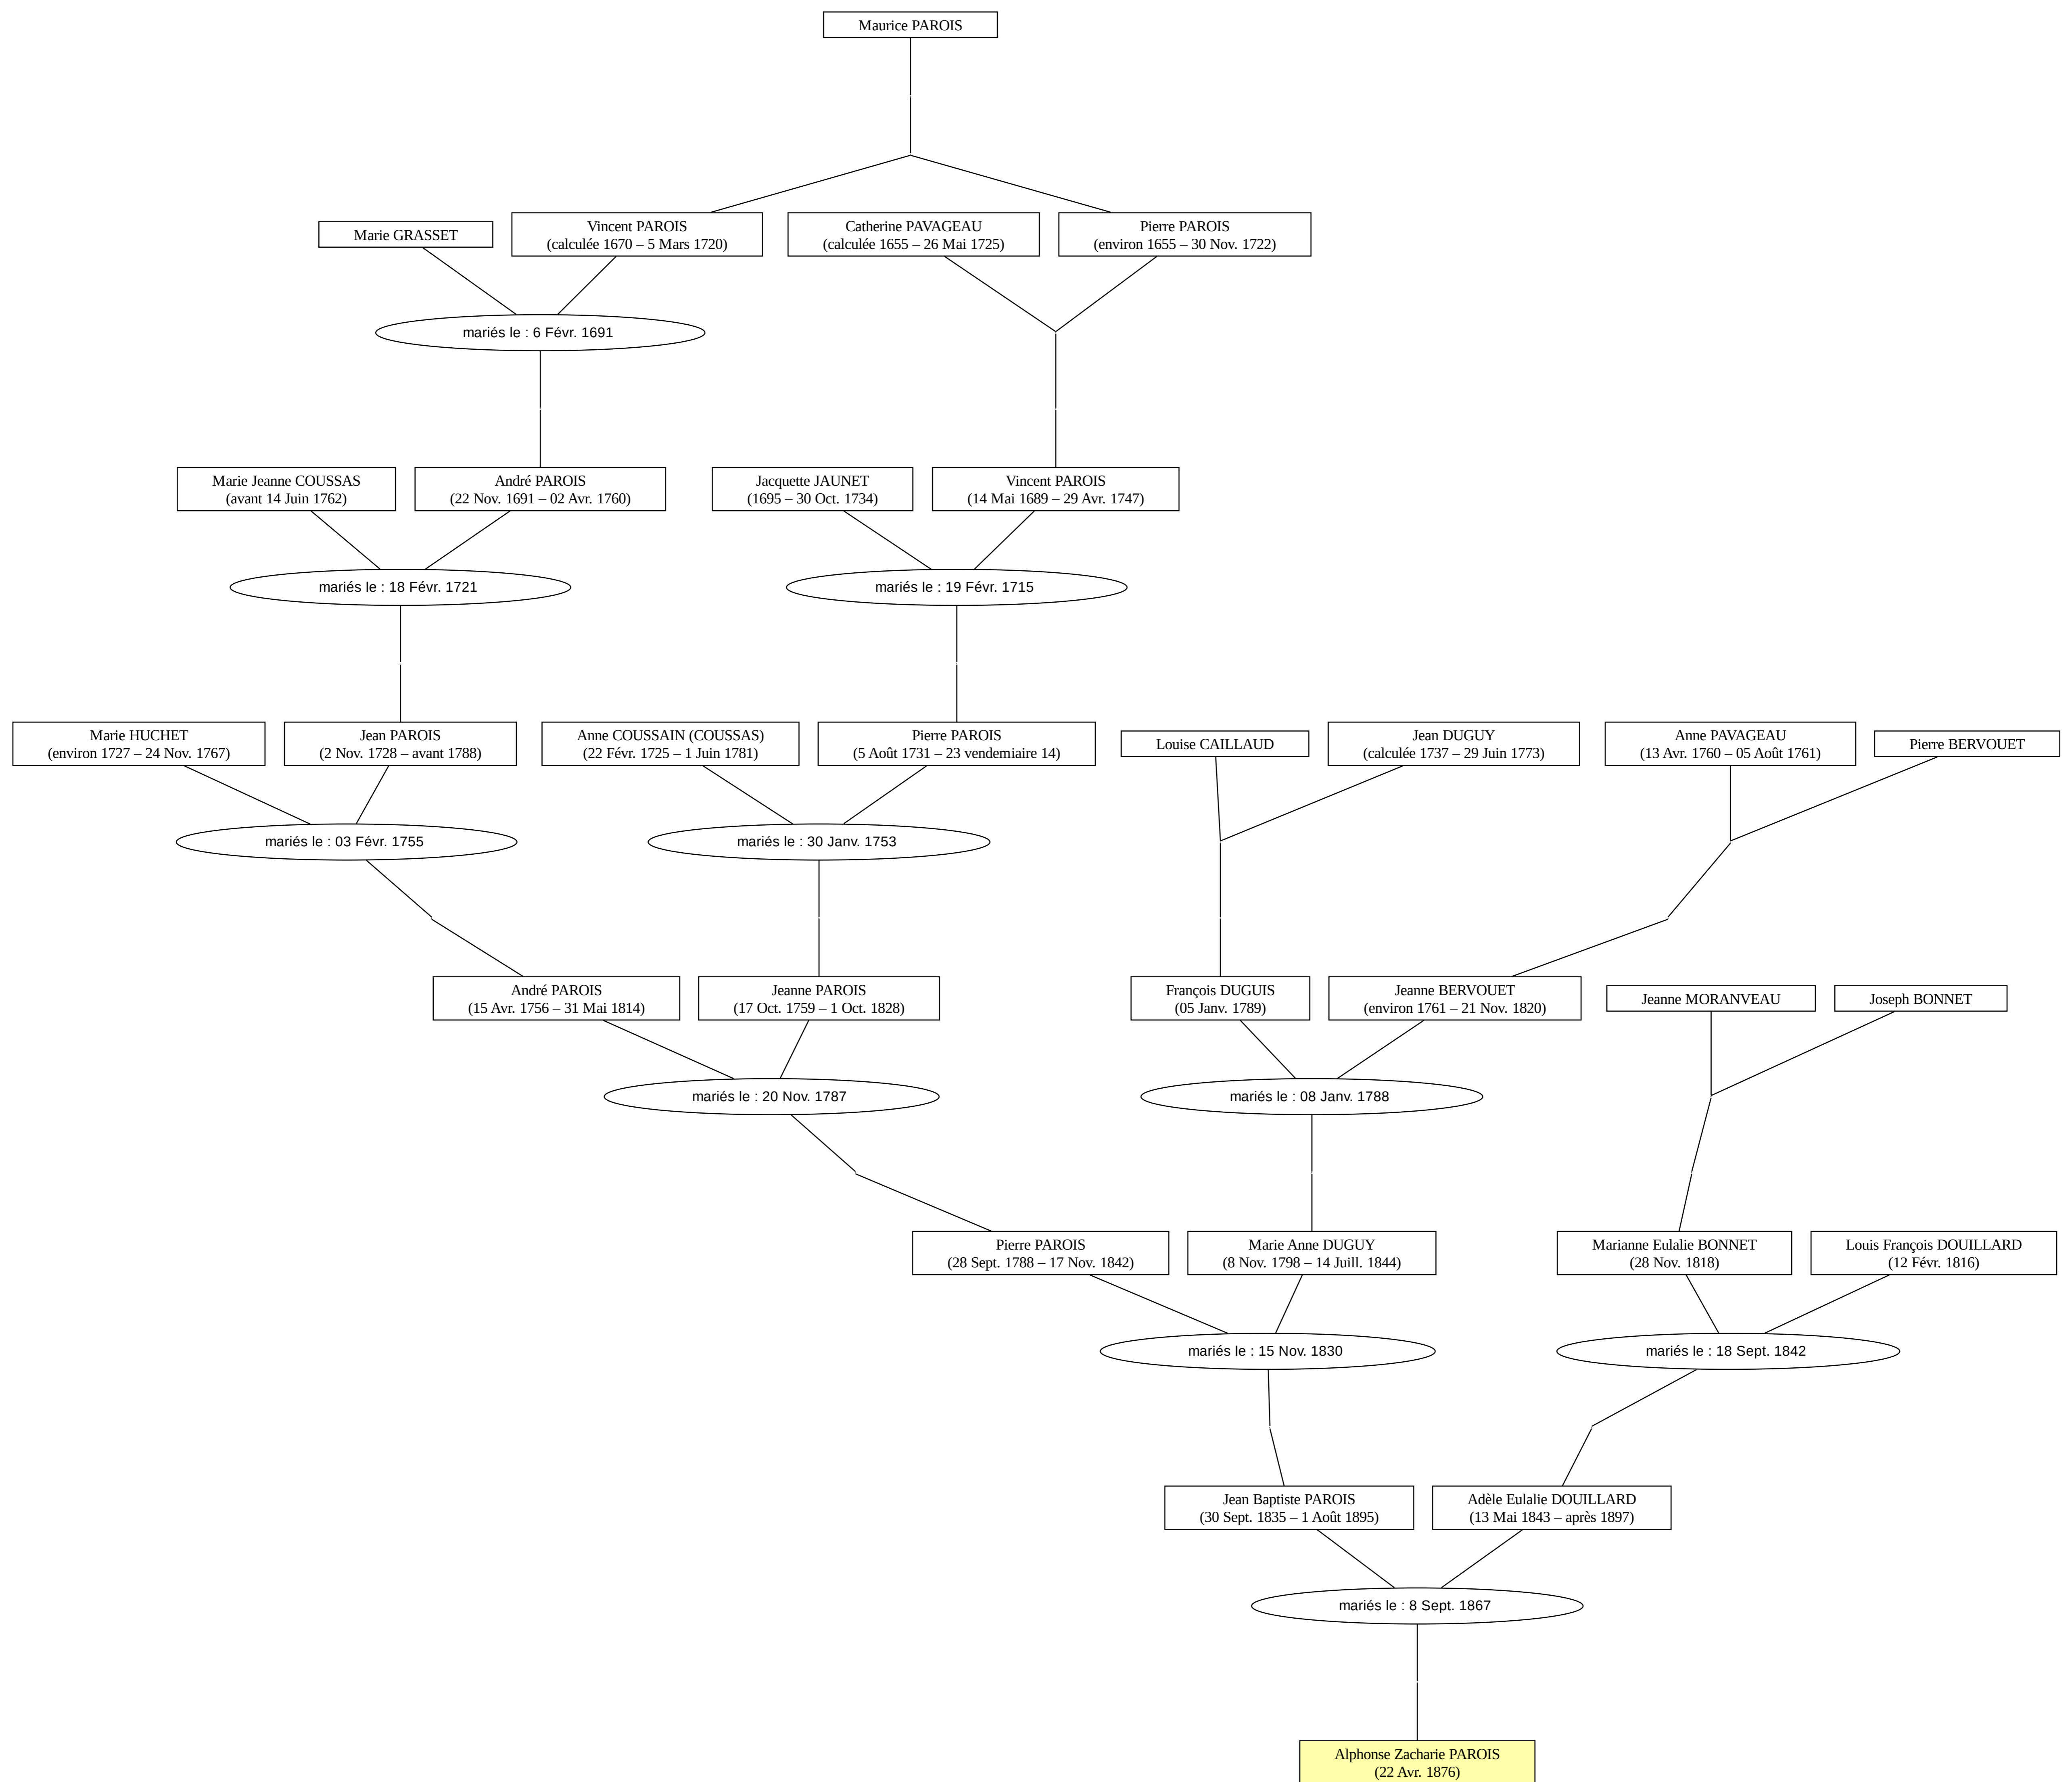 Maurice PAROIS
Marie GRASSET
Vincent PAROIS
(calculée 1670 – 5 Mars 1720)
Catherine PAVAGEAU
(calculée 1655 – 26 Mai 1725)
Pierre PAROIS
(environ 1655 – 30 Nov. 1722)
mariés le : 6 Févr. 1691
Marie Jeanne COUSSAS
(avant 14 Juin 1762)
André PAROIS
(22 Nov. 1691 – 02 Avr. 1760)
Jacquette JAUNET
(1695 – 30 Oct. 1734)
Vincent PAROIS
(14 Mai 1689 – 29 Avr. 1747)
mariés le : 18 Févr. 1721
mariés le : 19 Févr. 1715
Marie HUCHET
(environ 1727 – 24 Nov. 1767)
Jean PAROIS
(2 Nov. 1728 – avant 1788)
Anne COUSSAIN (COUSSAS)
(22 Févr. 1725 – 1 Juin 1781)
Pierre PAROIS
(5 Août 1731 – 23 vendemiaire 14)
Louise CAILLAUD
Jean DUGUY
(calculée 1737 – 29 Juin 1773)
Anne PAVAGEAU
(13 Avr. 1760 – 05 Août 1761)
Pierre BERVOUET
mariés le : 03 Févr. 1755
mariés le : 30 Janv. 1753
André PAROIS
(15 Avr. 1756 – 31 Mai 1814)
Jeanne PAROIS
(17 Oct. 1759 – 1 Oct. 1828)
François DUGUIS
(05 Janv. 1789)
Jeanne BERVOUET
(environ 1761 – 21 Nov. 1820)
Jeanne MORANVEAU
Joseph BONNET
mariés le : 20 Nov. 1787
mariés le : 08 Janv. 1788
Pierre PAROIS
(28 Sept. 1788 – 17 Nov. 1842)
Marie Anne DUGUY
(8 Nov. 1798 – 14 Juill. 1844)
Marianne Eulalie BONNET
(28 Nov. 1818)
Louis François DOUILLARD
(12 Févr. 1816)
mariés le : 15 Nov. 1830
mariés le : 18 Sept. 1842
Jean Baptiste PAROIS
(30 Sept. 1835 – 1 Août 1895)
Adèle Eulalie DOUILLARD
(13 Mai 1843 – après 1897)
mariés le : 8 Sept. 1867
Alphonse Zacharie PAROIS
(22 Avr. 1876)